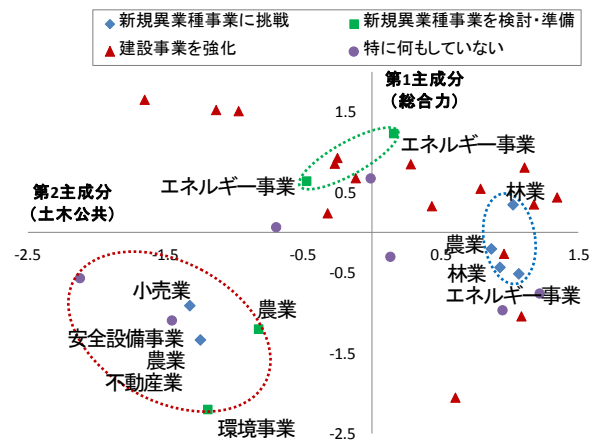 新規異業種事業に挑戦
新規異業種事業を検討・準備
建設事業を強化
特に何もしていない
第1主成分
（総合力）
1.5
エネルギー事業
エネルギー事業
0.5
林業
第2主成分
（土木公共）
-2.5
-1.5
-0.5
0.5
1.5
農業
-0.5
林業
エネルギー事業
小売業
農業
安全設備事業
農業
不動産業
-1.5
環境事業
-2.5